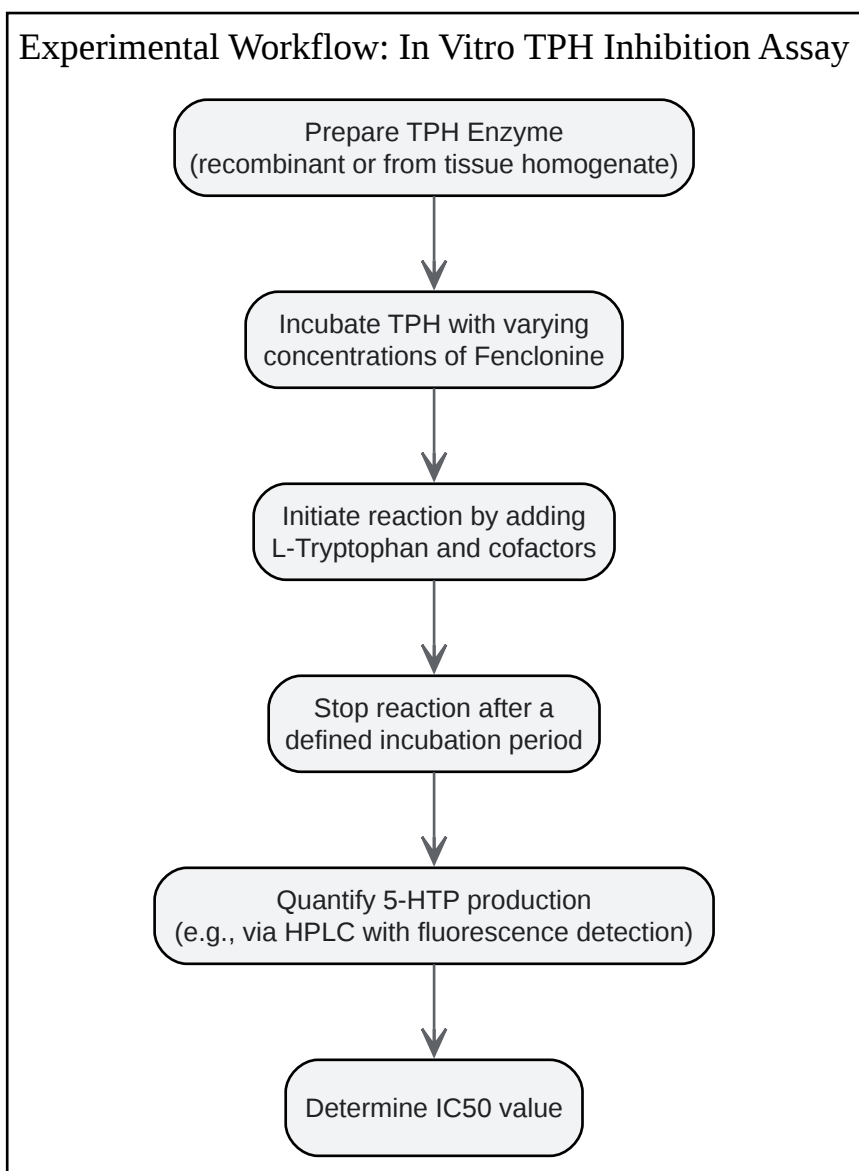 Experimental Workflow: In Vitro TPH Inhibition Assay
Prepare TPH Enzyme
(recombinant or from tissue homogenate)
Incubate TPH with varying
concentrations of Fenclonine
Initiate reaction by adding
L-Tryptophan and cofactors
Stop reaction after a
defined incubation period
Quantify 5-HTP production
(e.g., via HPLC with fluorescence detection)
Determine IC50 value